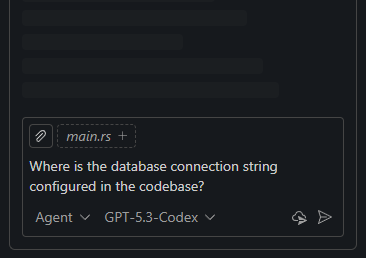 main.rs +
Where is the database connection string
configured in the codebase?
Agent GPT-5.3-Codex